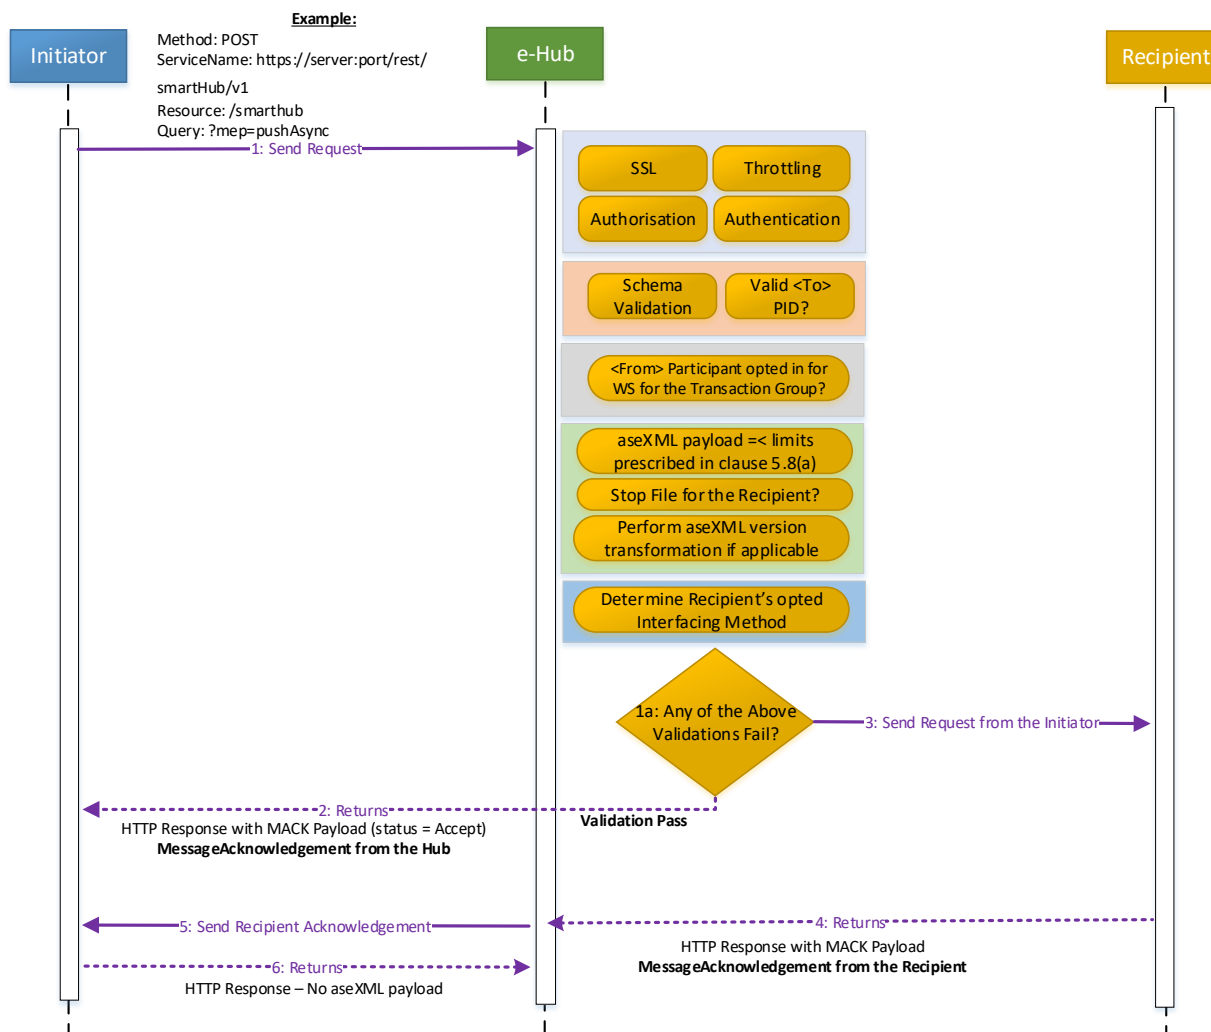 Example:
Initiator
Method: POST
ServiceName: https://server:port/rest/
smartHub/v1
Resource: /smarthub
Query: ?mep=pushAsync
e-Hub
Recipient
1: Send Request
SSL
Throttling
Authorisation
Authentication
Schema
Validation
Valid <To>
PID?
<From> Participant opted in for
WS for the Transaction Group?
aseXML payload =< limits
prescribed in clause 5.8(a)
Stop File for the Recipient?
Perform aseXML version
transformation if applicable
Determine Recipient's opted
Interfacing Method
1a: Any of the Above
Validations Fail?
3: Send Request from the Initiator
2: Returns
Validation Pass
HTTP Response with MACK Payload (status = Accept)
MessageAcknowledgement from the Hub
5: Send Recipient Acknowledgement
4: Returns
HTTP Response with MACK Payload
MessageAcknowledgement from the Recipient
6: Returns
HTTP Response – No aseXML payload